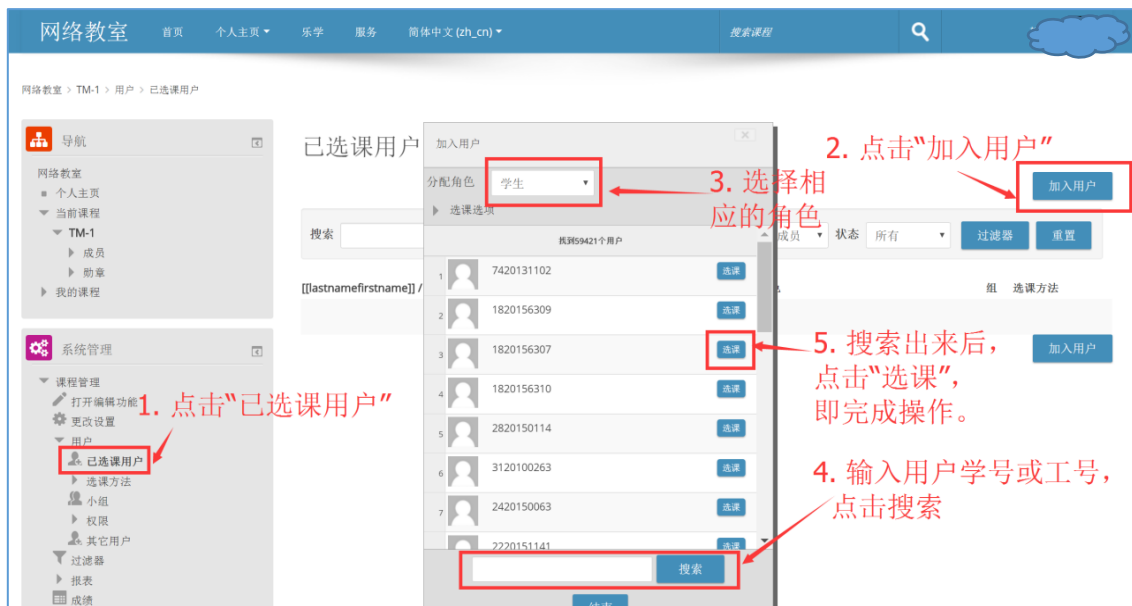 网络教室 首页 个人主页 乐学 服务 简体中文 (zh_cn) 搜索课程
网络教室 > TM-1 > 用户 > 已选课用户
导航
网络教室
个人主页
当前课程
TM-1
成员
勋章
我的课程
系统管理
课程管理
打开编辑功能
更改设置
用户
已选课用户
选课方法
小组
权限
其它用户
过滤器
报表
成绩
1. 点击“已选课用户”
已选课用户
2. 点击“加入用户”
加入用户
搜索
成员 状态 所有 过滤器 重置
[[lastnamefirstname]] /
组 选课方法
加入用户
加入用户
分配角色 学生
选课选项
3. 选择相
应的角色
找到59421个用户
1 7420131102 选课
2 1820156309 选课
3 1820156307 选课
4 1820156310 选课
5 2820150114 选课
6 3120100263 选课
7 2420150063 选课
2220151141 选课
5. 搜索出来后，
点击“选课”，
即完成操作。
4. 输入用户学号或工号，
点击搜索
搜索